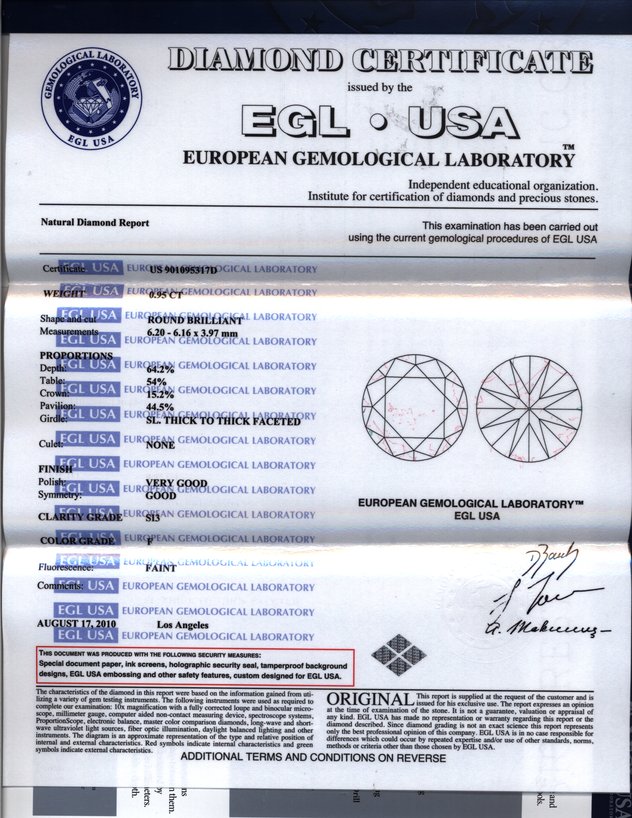 GEMOLOGICAL LABORATORY
EGL USA
DIAMOND CERTIFICATE
issued by the
EGL • USA
EUROPEAN GEMOLOGICAL LABORATORY™
Independent educational organization.
Institute for certification of diamonds and precious stones.
Natural Diamond Report
This examination has been carried out
using the current gemological procedures of EGL USA
Certificate: US 901095317D
WEIGHT 0.95 CT
Shape and cut ROUND BRILLIANT
Measurements 6.20 - 6.16 x 3.97 mm
PROPORTIONS
Depth: 64.2%
Table: 54%
Crown: 15.2%
Pavilion: 44.5%
Girdle: SL. THICK TO THICK FACETED
Culet: NONE
FINISH
Polish: VERY GOOD
Symmetry: GOOD
CLARITY GRADE SI3
COLOR GRADE F
Fluorescence: FAINT
Comments:
EGL USA EUROPEAN GEMOLOGICAL LABORATORY
AUGUST 17, 2010 Los Angeles
EGL USA EUROPEAN GEMOLOGICAL LABORATORY
EUROPEAN GEMOLOGICAL LABORATORY™
EGL USA
THIS DOCUMENT WAS PRODUCED WITH THE FOLLOWING SECURITY MEASURES:
Special document paper, ink screens, holographic security seal, tamperproof background
designs, EGL USA embossing and other safety features, custom designed for EGL USA.
The characteristics of the diamond in this report were based on the information gained from uti-
lizing a variety of gem testing instruments. The following instruments were used as required to
complete our examination: 10x magnification with a fully corrected loupe and binocular micro-
scope, millimeter gauge, computer aided non-contact measuring device, spectroscope systems,
ProportionScope, electronic balance, master color comparison diamonds, long-wave and short-
wave ultraviolet light sources, fiber optic illumination, daylight balanced lighting and other
instruments. The diagram is an approximate representation of the type and relative position of
internal and external characteristics. Red symbols indicate internal characteristics and green
symbols indicate external characteristics.
ORIGINAL This report is supplied at the request of the customer and is
issued for his exclusive use. The report expresses an opinion
at the time of examination of the stone. It is not a guarantee, valuation or appraisal of
any kind. EGL USA has made no representation or warranty regarding this report or the
diamond described. Since diamond grading is not an exact science this report represents
only the best professional opinion of this company. EGL USA is in no case responsible for
differences which could occur by repeated expertise and/or use of other standards, norms,
methods or criteria other than those chosen by EGL USA.
ADDITIONAL TERMS AND CONDITIONS ON REVERSE